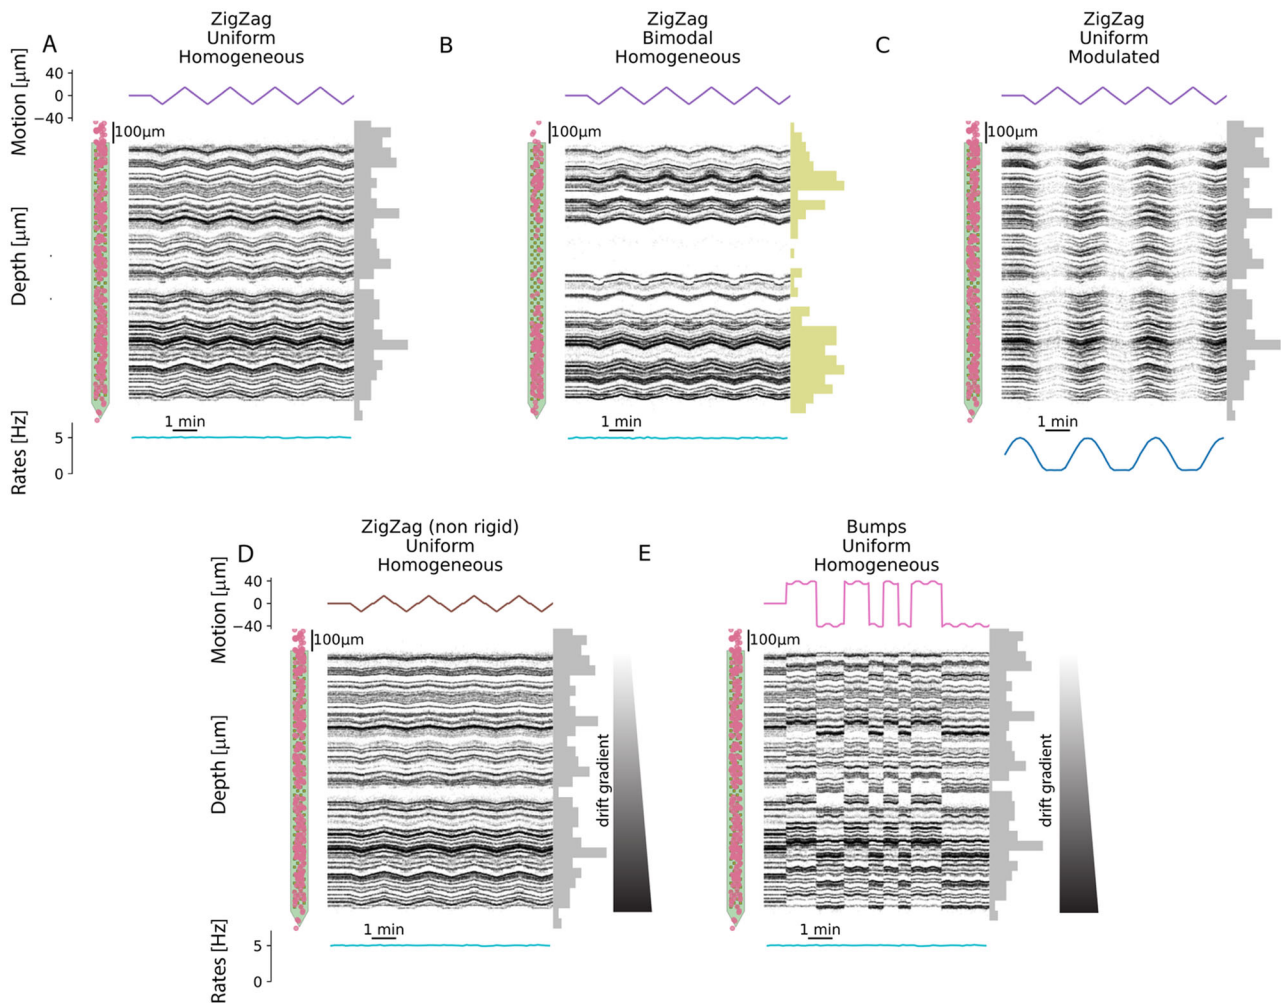 A
ZigZag
Uniform
Homogeneous
B
ZigZag
Bimodal
Homogeneous
C
ZigZag
Uniform
Modulated
Motion [μm]
40
0
−40
100μm
100μm
100μm
Depth [μm]
1 min
1 min
1 min
Rates [Hz]
5
0
D
ZigZag (non rigid)
Uniform
Homogeneous
E
Bumps
Uniform
Homogeneous
Motion [μm]
40
0
−40
100μm
100μm
Depth [μm]
drift gradient
drift gradient
1 min
1 min
Rates [Hz]
5
0